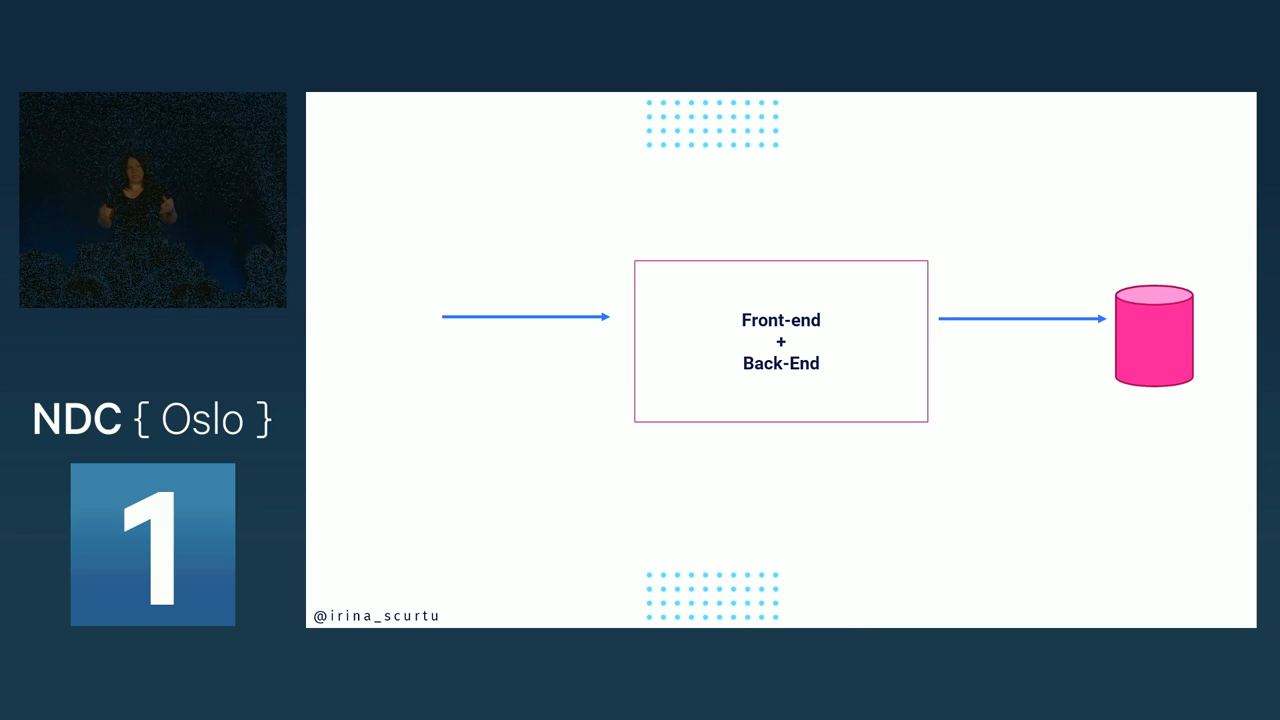 NDC { Oslo }
1
Front-end
+
Back-End
@irina_scurtu